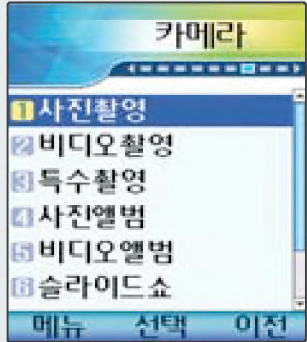 카메라
1 사진촬영
2 비디오촬영
3 특수촬영
4 사진앨범
5 비디오앨범
6 슬라이드쇼
메뉴 선택 이전